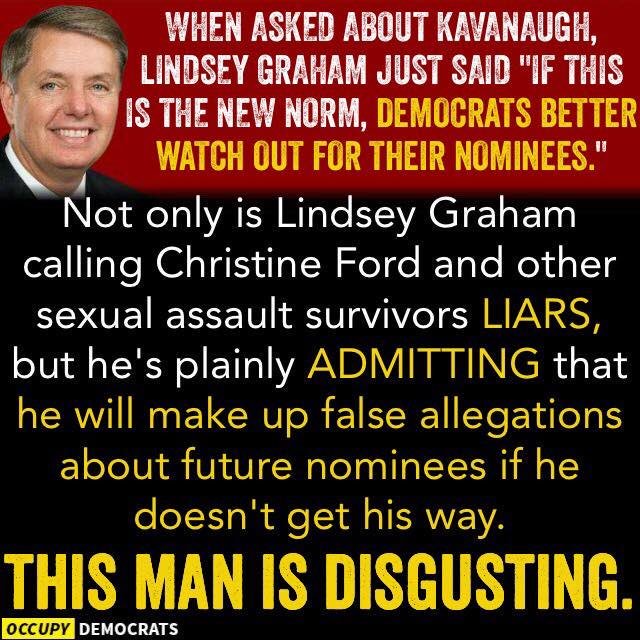 WHEN ASKED ABOUT KAVANAUGH,
LINDSEY GRAHAM JUST SAID "IF THIS
IS THE NEW NORM, DEMOCRATS BETTER
WATCH OUT FOR THEIR NOMINEES."
Not only is Lindsey Graham
calling Christine Ford and other
sexual assault survivors LIARS,
but he's plainly ADMITTING that
he will make up false allegations
about future nominees if he
doesn't get his way.
THIS MAN IS DISGUSTING.
OCCUPY DEMOCRATS